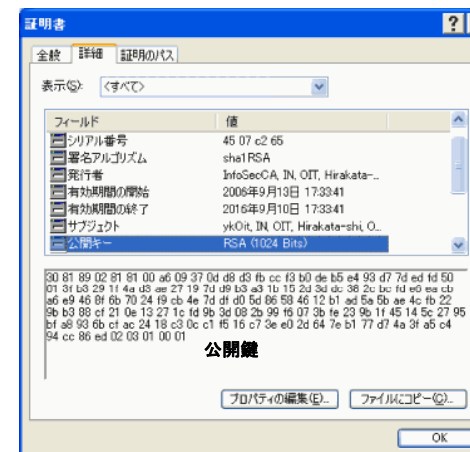 証明書
?
全般 詳細 証明のパス
表示(S): <すべて>
フィールド 値
シリアル番号 45 07 c2 65
署名アルゴリズム sha1RSA
発行者 InfoSecCA, IN, OIT, Hirakata-...
有効期間の開始 2006年9月13日 17:33:41
有効期間の終了 2016年9月10日 17:33:41
サブジェクト ykOit, IN, OIT, Hirakata-shi, O...
公開キー RSA (1024 Bits)
30 81 89 02 81 81 00 a6 09 37 0d d8 d3 fb cc f3 b0 de b5 e4 93 d7 7d ed fd 50
01 3f b3 29 1f 4a d3 ae 27 19 bc fd d9 b3 a3 1b 15 2d 3d dc 38 2c bc fd e6 ea cb
a6 e9 46 8f 6b 70 24 f9 cb 4e 7d df d0 5d 86 58 46 12 b1 ad 5a 5b ae 4c fb 22
9b b3 88 cf 21 0e 13 27 1c fd 9b 3d 08 2b 99 f6 07 3b fe 23 9b 1f 45 14 5c 27 95
bf a8 93 6b cf ac 24 18 c3 0c c1 f5 16 c7 3e e0 2d 64 7e b1 77 d7 4a 3f a5 c4
94 cc 86 ed 02 03 01 00 01
公開鍵
プロパティの編集(E)... ファイルにコピー(C)...
OK